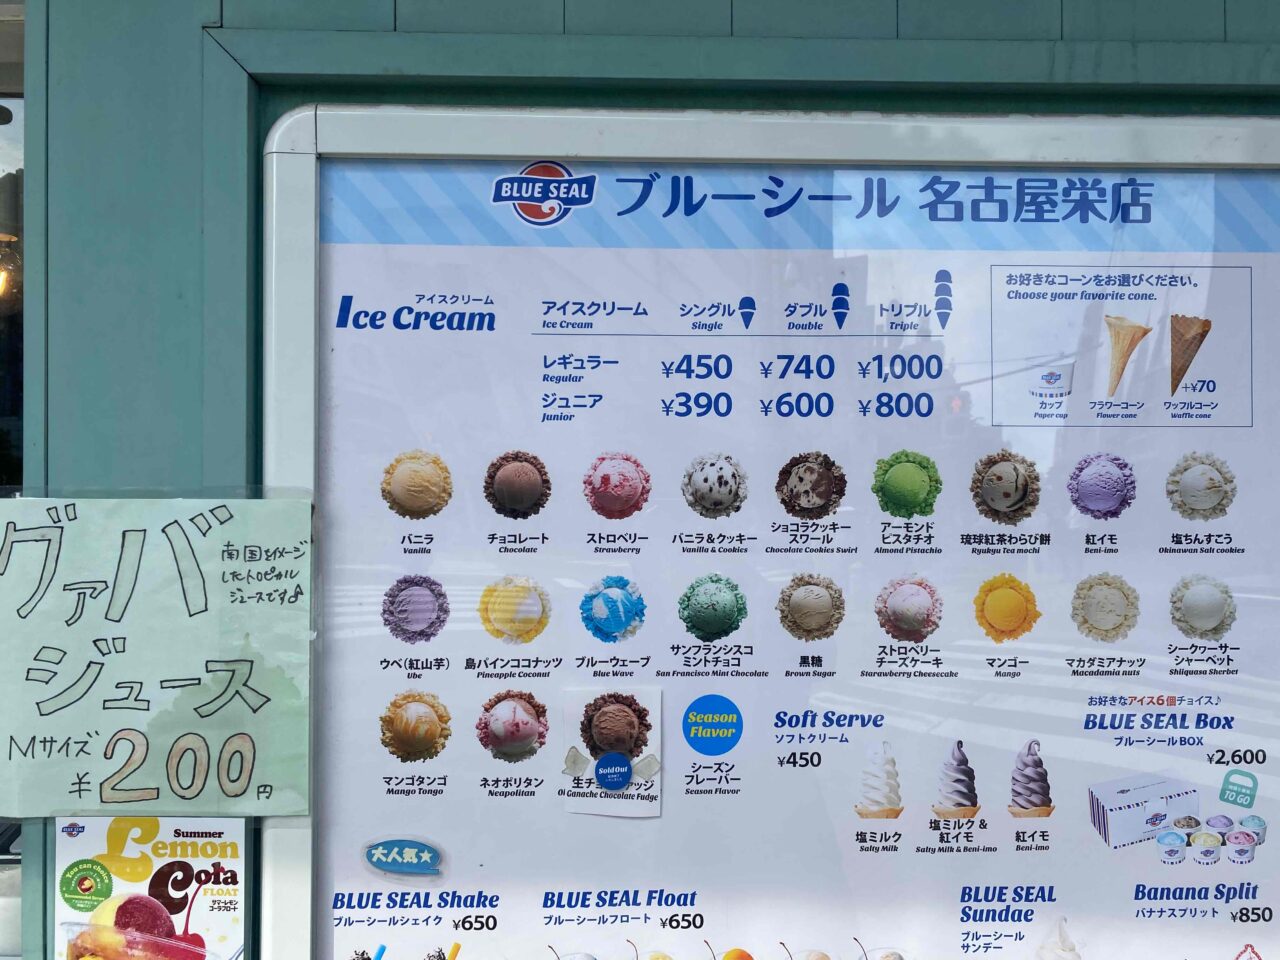 BLUE SEAL ブルーシール 名古屋栄店
アイスクリーム
Ice Cream
アイスクリーム シングル ダブル トリプル
Ice Cream Single Double Triple
レギュラー ¥450 ¥740 ¥1,000
Regular
ジュニア ¥390 ¥600 ¥800
Junior
お好きなコーンをお選びください。
Choose your favorite cone.
BLUE SEAL
+¥70
カップ フラワーコーン ワッフルコーン
Paper cup Flower cone Waffle cone
バニラ
Vanilla
チョコレート
Chocolate
ストロベリー
Strawberry
バニラ&クッキー
Vanilla & Cookies
ショコラクッキー
スワール
Chocolate Cookies Swirl
アーモンド
ピスタチオ
Almond Pistachio
琉球紅茶わらび餅
Ryukyu Tea mochi
紅イモ
Beni-imo
塩ちんすこう
Okinawan Salt cookies
ウベ(紅山芋)
Ube
島パインココナッツ
Pineapple Coconut
ブルーウェーブ
Blue Wave
サンフランシスコ
ミントチョコ
San Francisco Mint Chocolate
黒糖
Brown Sugar
ストロベリー
チーズケーキ
Starawberry Cheesecake
マンゴー
Mango
マカダミアナッツ
Macadamia nuts
シークヮーサー
シャーベット
Shiiquasa Sherbet
マンゴタンゴ
Mango Tongo
ネオポリタン
Neapolitan
Sold Out
生チョ
ァッジ
Ganache Chocolate Fudge
Season
Flavor
シーズン
フレーバー
Season Flavor
Soft Serve
ソフトクリーム
¥450
塩ミルク
Salty Milk
塩ミルク &
紅イモ
Salty Milk & Beni-imo
紅イモ
Beni-imo
お好きなアイス6個チョイス♪
BLUE SEAL Box
ブルーシールBOX
¥2,600
TO GO
大人気★
BLUE SEAL Shake
ブルーシールシェイク ¥650
BLUE SEAL Float
ブルーシールフロート ¥650
BLUE SEAL
Sundae
ブルーシール
サンデー
Banana Split
バナナスプリット ¥850
グァバ
南国をイメージ
したトロピカル
ジュースです♪
ジュース
Mサイズ
¥200円
Summer
Lemon
Cola
FLOAT
サマーレモン
コーラフロート
You can choice